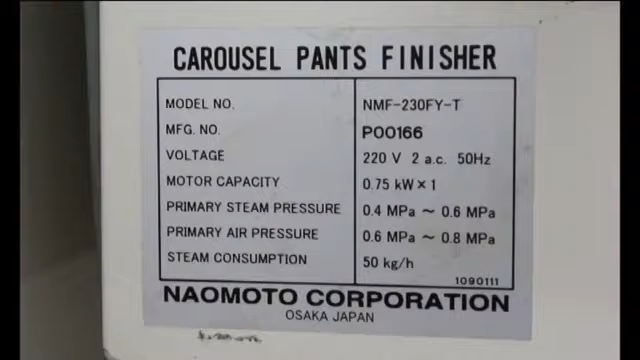 CAROUSEL PANTS FINISHER
MODEL NO. NMF-230FY-T
MFG. NO. P00166
VOLTAGE 220 V 2 a.c. 50Hz
MOTOR CAPACITY 0.75 kW×1
PRIMARY STEAM PRESSURE 0.4 MPa ~ 0.6 MPa
PRIMARY AIR PRESSURE 0.6 MPa ~ 0.8 MPa
STEAM CONSUMPTION 50 kg/h
1090111
NAOMOTO CORPORATION
OSAKA JAPAN